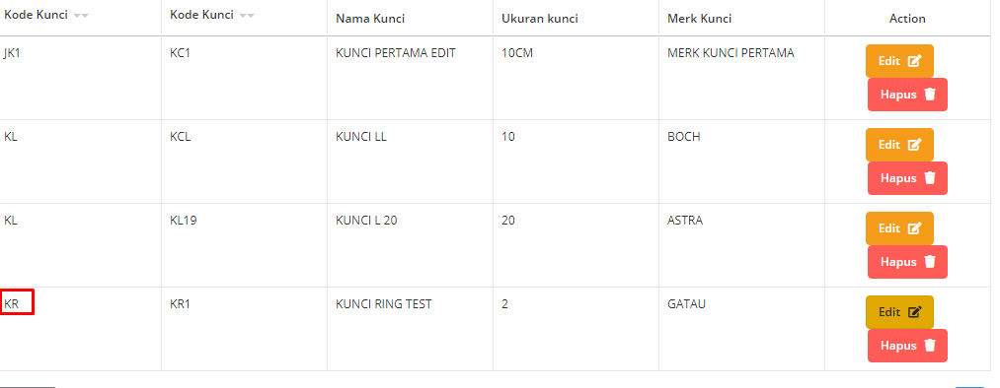 Kode Kunci Kode Kunci Nama Kunci Ukuran kunci Merk Kunci Action
JK1 KC1 KUNCI PERTAMA EDIT 10CM MERK KUNCI PERTAMA Edit
Hapus
KL KCL KUNCI LL 10 BOCH Edit
Hapus
KL KL19 KUNCI L 20 20 ASTRA Edit
Hapus
KR KR1 KUNCI RING TEST 2 GATAU Edit
Hapus